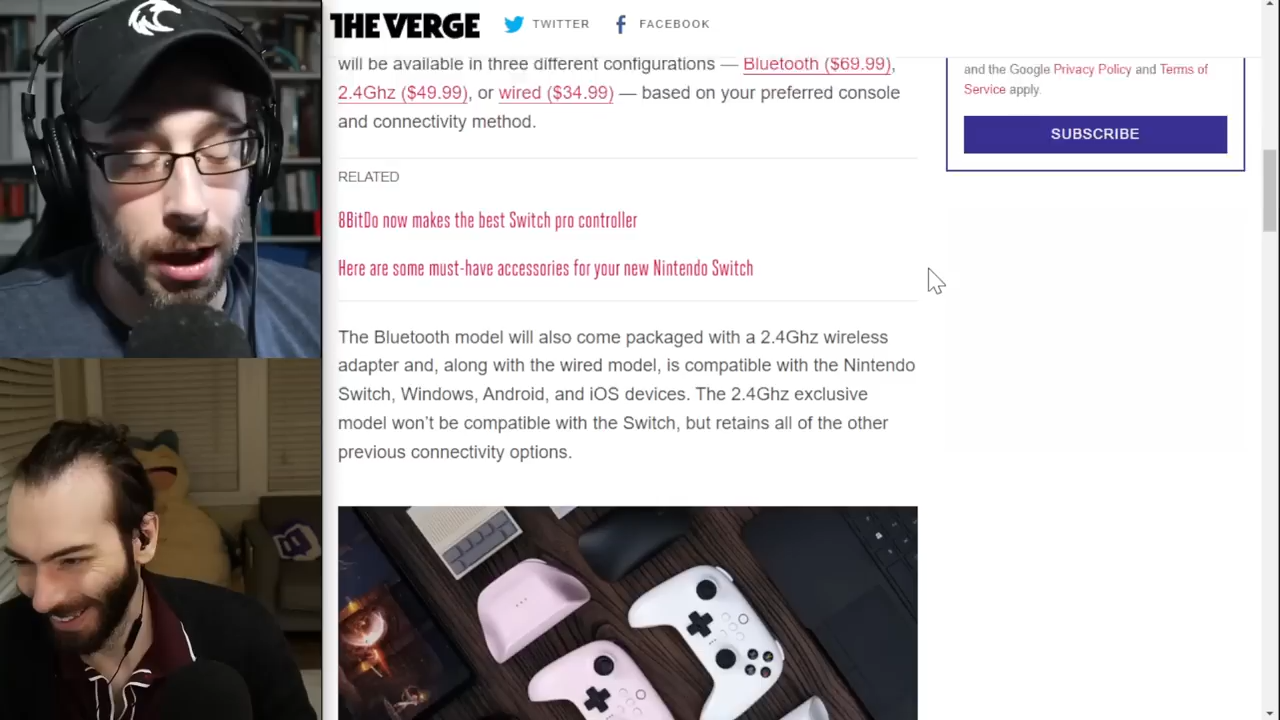 THE VERGE TWITTER FACEBOOK
will be available in three different configurations — Bluetooth ($69.99),
2.4Ghz ($49.99), or wired ($34.99) — based on your preferred console
and connectivity method.
RELATED
8BitDo now makes the best Switch pro controller
Here are some must-have accessories for your new Nintendo Switch
The Bluetooth model will also come packaged with a 2.4Ghz wireless
adapter and, along with the wired model, is compatible with the Nintendo
Switch, Windows, Android, and iOS devices. The 2.4Ghz exclusive
model won’t be compatible with the Switch, but retains all of the other
previous connectivity options.
and the Google Privacy Policy and Terms of
Service apply.
SUBSCRIBE